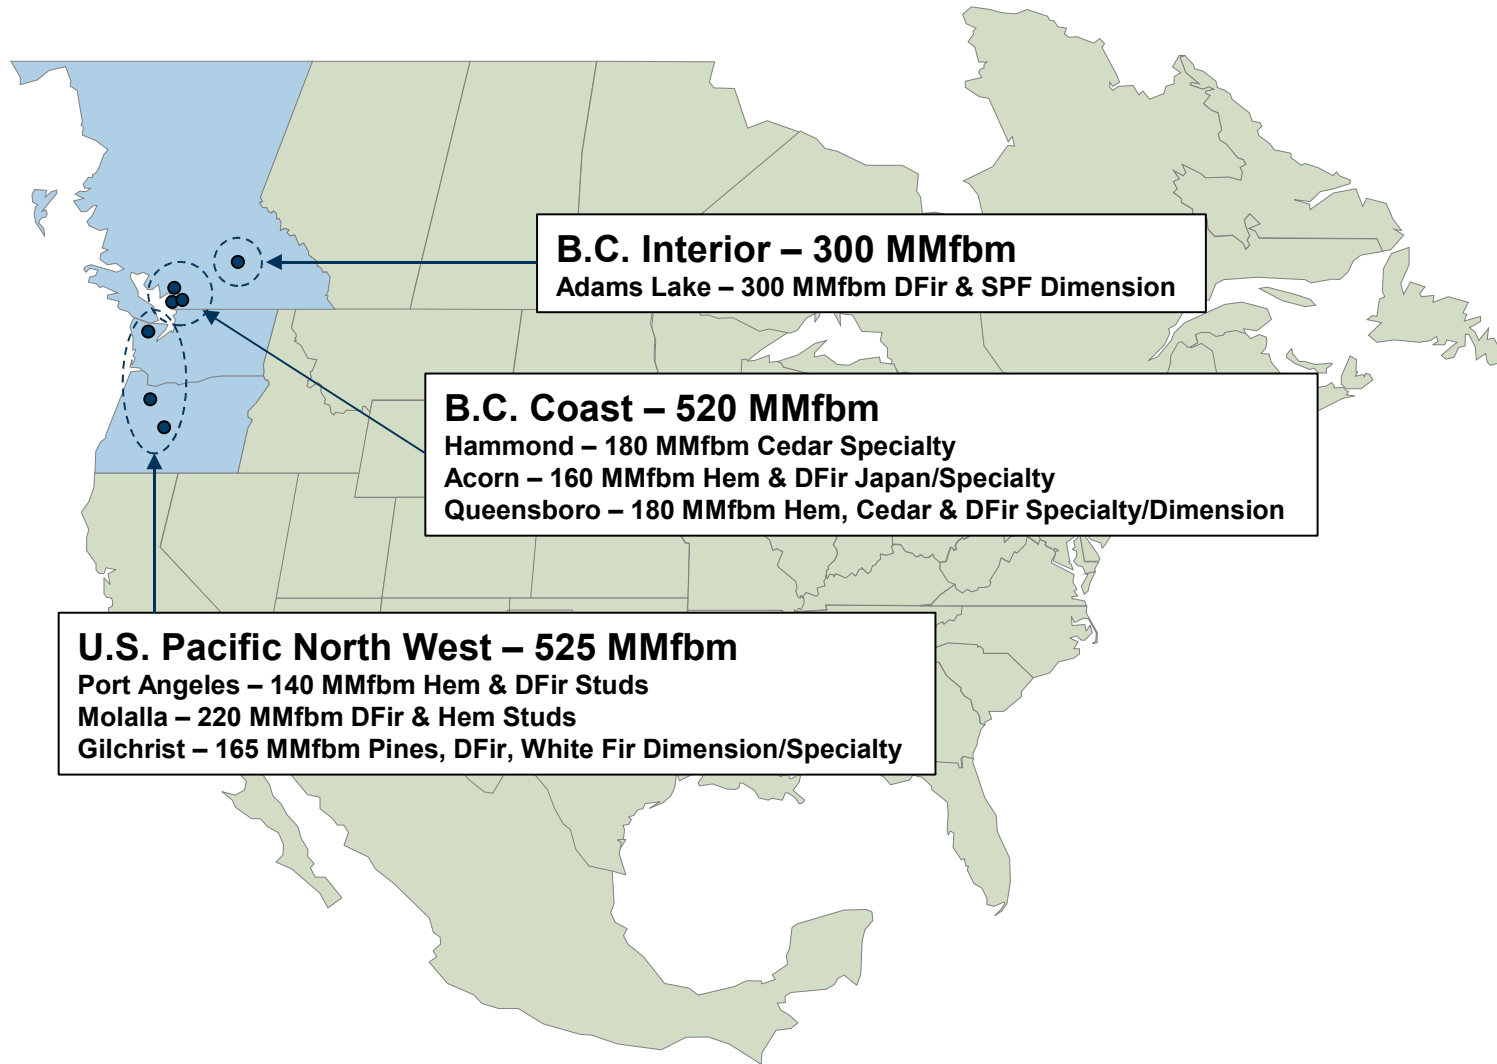 B.C. Interior – 300 MMfbm
Adams Lake – 300 MMfbm DFir & SPF Dimension
B.C. Coast – 520 MMfbm
Hammond – 180 MMfbm Cedar Specialty
Acorn – 160 MMfbm Hem & DFir Japan/Specialty
Queensboro – 180 MMfbm Hem, Cedar & DFir Specialty/Dimension
U.S. Pacific North West – 525 MMfbm
Port Angeles – 140 MMfbm Hem & DFir Studs
Molalla – 220 MMfbm DFir & Hem Studs
Gilchrist – 165 MMfbm Pines, DFir, White Fir Dimension/Specialty